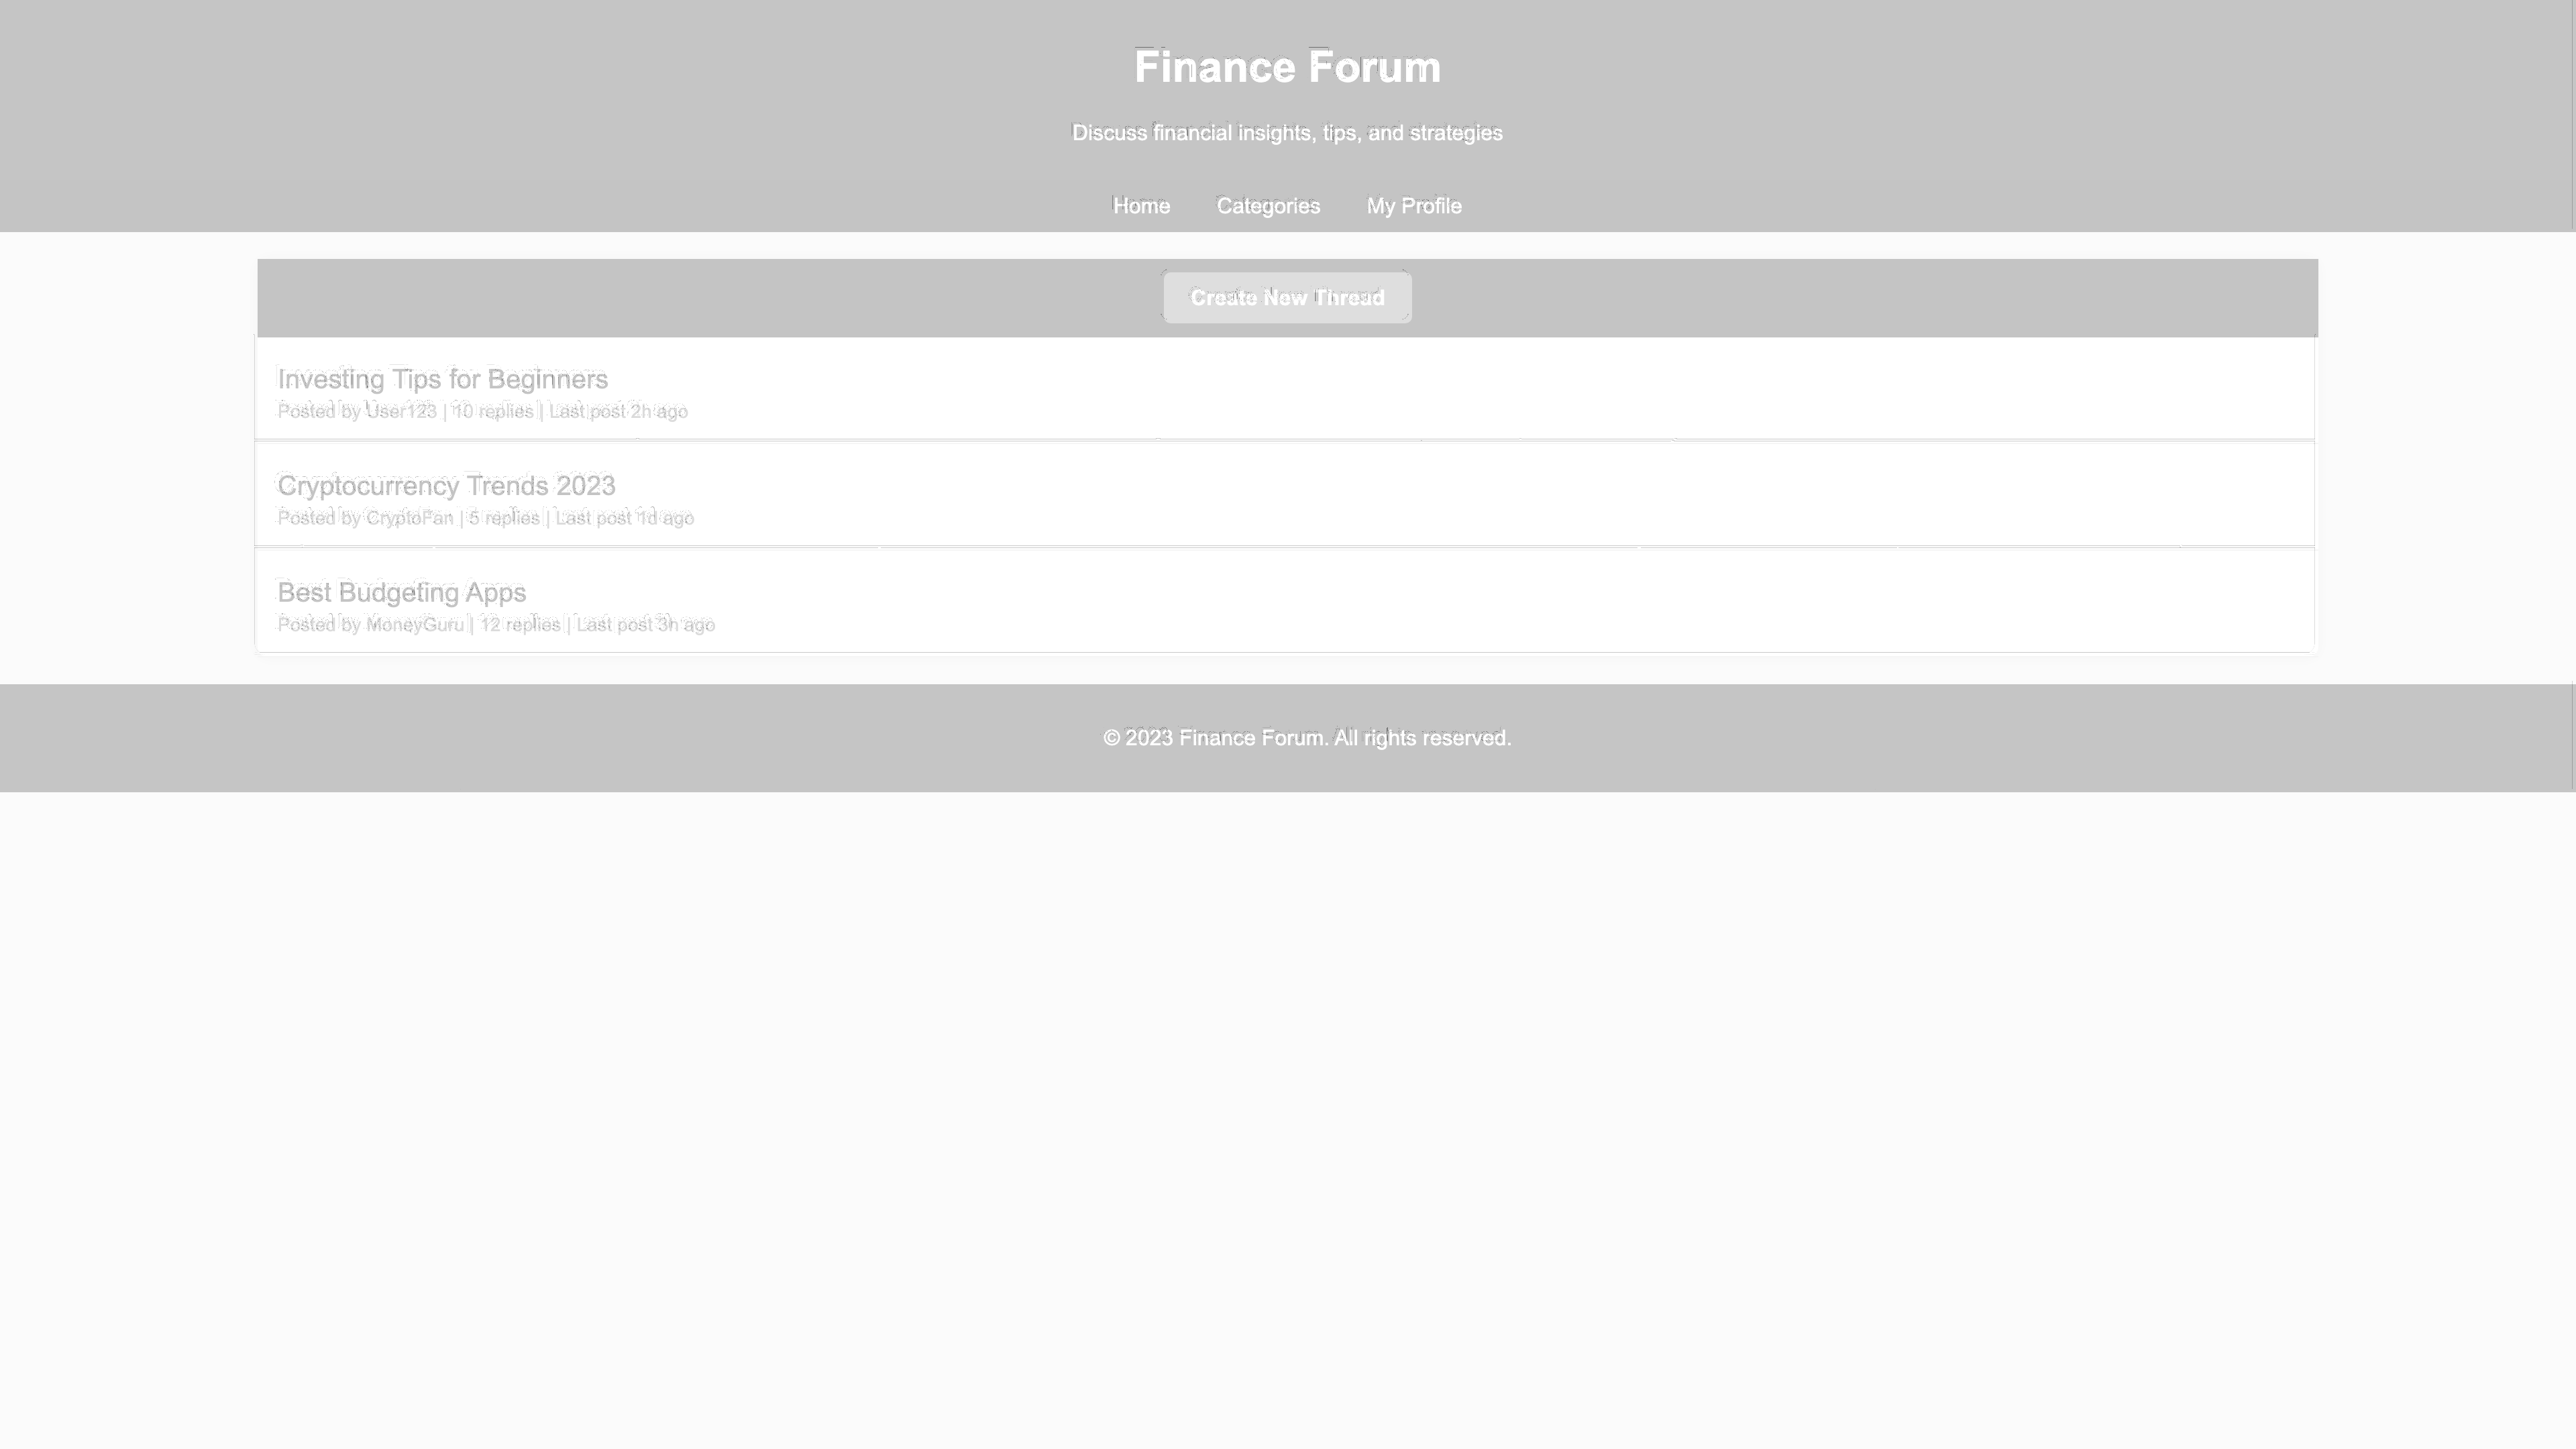 Finance Forum
Discuss financial insights, tips, and strategies
Home Categories My Profile
Create New Thread
Investing Tips for Beginners
Posted by User123 | 10 replies | Last post 2h ago
Cryptocurrency Trends 2023
Posted by CryptoFan | 5 replies | Last post 1d ago
Best Budgeting Apps
Posted by MoneyGuru | 12 replies | Last post 3h ago
© 2023 Finance Forum. All rights reserved.